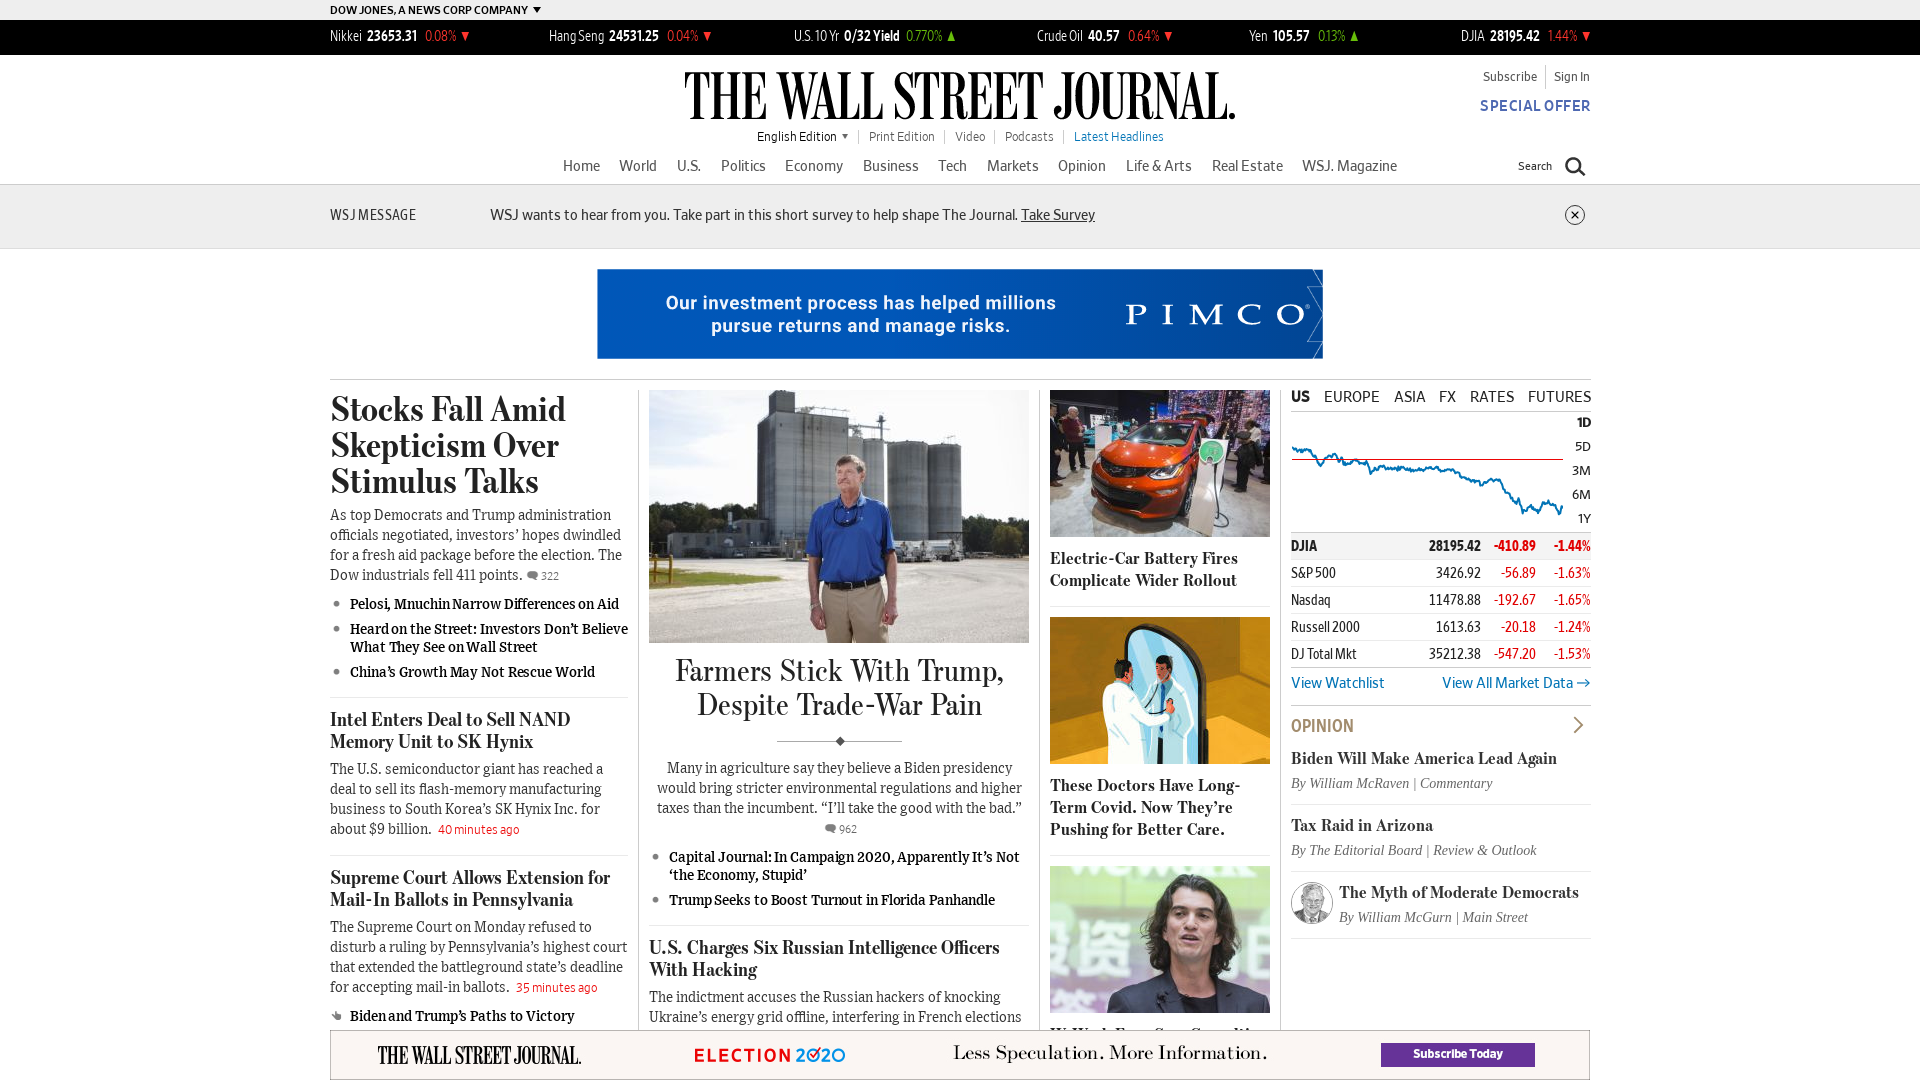 DOW JONES, A NEWS CORP COMPANY
Nikkei 23653.31 0.08% Hang Seng 24531.25 0.04% U.S. 10 Yr 0/32 Yield 0.770% Crude Oil 40.57 0.64% Yen 105.57 0.13% DJIA 28195.42 1.44%
THE WALL STREET JOURNAL.
Subscribe Sign In
SPECIAL OFFER
English Edition Print Edition Video Podcasts Latest Headlines
Home World U.S. Politics Economy Business Tech Markets Opinion Life & Arts Real Estate WSJ. Magazine Search
WSJ MESSAGE WSJ wants to hear from you. Take part in this short survey to help shape The Journal. Take Survey
Our investment process has helped millions
pursue returns and manage risks.
PIMCO
Stocks Fall Amid
Skepticism Over
Stimulus Talks
As top Democrats and Trump administration
officials negotiated, investors’ hopes dwindled
for a fresh aid package before the election. The
Dow industrials fell 411 points. 322
Pelosi, Mnuchin Narrow Differences on Aid
Heard on the Street: Investors Don’t Believe
What They See on Wall Street
China’s Growth May Not Rescue World
Intel Enters Deal to Sell NAND
Memory Unit to SK Hynix
The U.S. semiconductor giant has reached a
deal to sell its flash-memory manufacturing
business to South Korea’s SK Hynix Inc. for
about $9 billion. 40 minutes ago
Supreme Court Allows Extension for
Mail-In Ballots in Pennsylvania
The Supreme Court on Monday refused to
disturb a ruling by Pennsylvania’s highest court
that extended the battleground state’s deadline
for accepting mail-in ballots. 35 minutes ago
Biden and Trump’s Paths to Victory
Farmers Stick With Trump,
Despite Trade-War Pain
Many in agriculture say they believe a Biden presidency
would bring stricter environmental regulations and higher
taxes than the incumbent. “I’ll take the good with the bad.”
962
Capital Journal: In Campaign 2020, Apparently It’s Not
‘the Economy, Stupid’
Trump Seeks to Boost Turnout in Florida Panhandle
U.S. Charges Six Russian Intelligence Officers
With Hacking
The indictment accuses the Russian hackers of knocking
Ukraine’s energy grid offline, interfering in French elections
Electric-Car Battery Fires
Complicate Wider Rollout
These Doctors Have Long-
Term Covid. Now They’re
Pushing for Better Care.
US EUROPE ASIA FX RATES FUTURES
1D
5D
3M
6M
1Y
DJIA 28195.42 -410.89 -1.44%
S&P 500 3426.92 -56.89 -1.63%
Nasdaq 11478.88 -192.67 -1.65%
Russell 2000 1613.63 -20.18 -1.24%
DJ Total Mkt 35212.38 -547.20 -1.53%
View Watchlist View All Market Data
OPINION
Biden Will Make America Lead Again
By William McRaven | Commentary
Tax Raid in Arizona
By The Editorial Board | Review & Outlook
The Myth of Moderate Democrats
By William McGurn | Main Street
THE WALL STREET JOURNAL. ELECTION 2020 Less Speculation. More Information. Subscribe Today